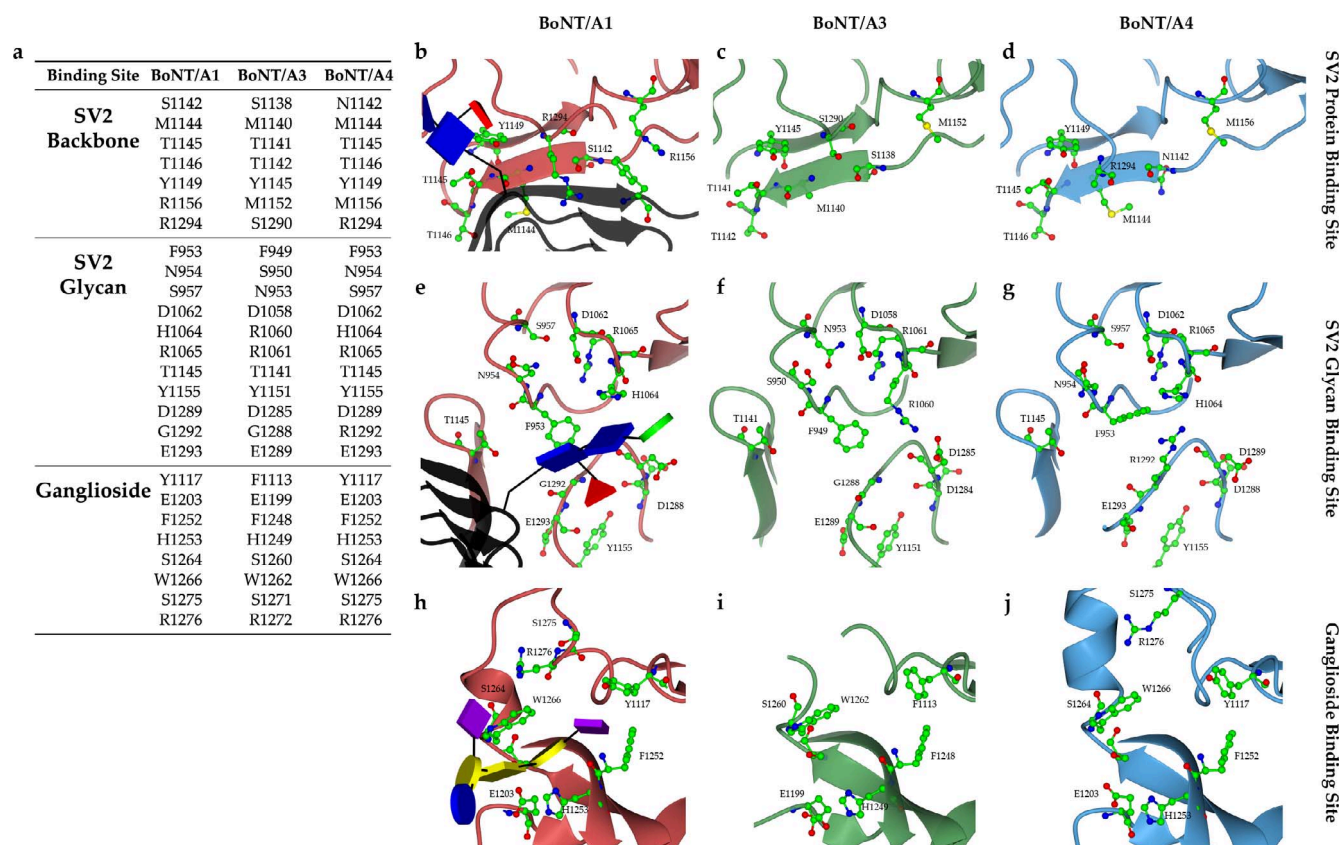 BoNT/A1 BoNT/A3 BoNT/A4
a
Binding Site BoNT/A1 BoNT/A3 BoNT/A4
SV2 Backbone
S1142 S1138 N1142
M1144 M1140 M1144
T1145 T1141 T1145
T1146 T1142 T1146
Y1149 Y1145 Y1149
R1156 M1152 M1156
R1294 S1290 R1294
SV2 Glycan
F953 F949 F953
N954 S950 N954
S957 N953 S957
D1062 D1058 D1062
H1064 R1060 H1064
R1065 R1061 R1065
T1145 T1141 T1145
Y1155 Y1151 Y1155
D1289 D1285 D1289
G1292 G1288 R1292
E1293 E1289 E1293
Ganglioside
Y1117 F1113 Y1117
E1203 E1199 E1203
F1252 F1248 F1252
H1253 H1249 H1253
S1264 S1260 S1264
W1266 W1262 W1266
S1275 S1271 S1275
R1276 R1272 R1276
b
Y1149
R1294
S1142
R1156
T1145
T1146
M1144
c
M1152
S1290
Y1145
S1138
T1141
M1140
T1142
d
M1156
Y1149
N1142
R1294
T1145
M1144
T1146
SV2 Protein Binding Site
e
D1062
S957
R1065
N954
H1064
T1145
F953
G1292
D1288
E1293
Y1155
f
D1058
N953
R1061
S950
R1060
T1141
F949
D1285
G1288
D1284
E1289
Y1151
g
D1062
S957
R1065
N954
H1064
T1145
F953
D1289
R1292
D1288
E1293
Y1155
SV2 Glycan Binding Site
h
S1275
R1276
S1264
W1266
Y1117
F1252
E1203
H1253
i
S1260
W1262
F1113
F1248
E1199
H1249
j
S1275
R1276
W1266
S1264
Y1117
F1252
E1203
H1253
Ganglioside Binding Site